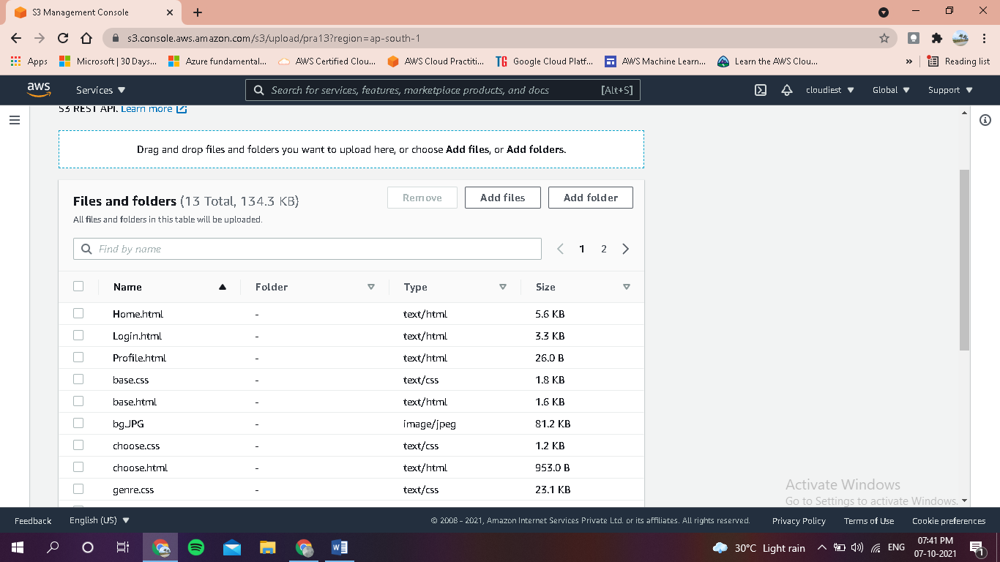 S3 Management Console
s3.console.aws.amazon.com/s3/upload/pra13?region=ap-south-1
Apps Microsoft | 30 Days... Azure fundamental... AWS Certified Clou... AWS Cloud Practiti... TG Google Cloud Platf... AWS Machine Learn... Learn the AWS Clou... » Reading list
aws Services Search for services, features, marketplace products, and docs [Alt+S] cloudiest Global Support
S3 REST API. Learn more
Drag and drop files and folders you want to upload here, or choose Add files, or Add folders.
Files and folders (13 Total, 134.3 KB) Remove Add files Add folder
All files and folders in this table will be uploaded.
Find by name 1 2
Name Folder Type Size
Home.html - text/html 5.6 KB
Login.html - text/html 3.3 KB
Profile.html - text/html 26.0 B
base.css - text/css 1.8 KB
base.html - text/html 1.6 KB
bg.JPG - image/jpeg 81.2 KB
choose.css - text/css 1.2 KB
choose.html - text/html 953.0 B
genre.css - text/css 23.1 KB
Activate Windows
Go to Settings to activate Windows.
Feedback English (US) © 2008 - 2021, Amazon Internet Services Private Ltd. or its affiliates. All rights reserved. Privacy Policy Terms of Use Cookie preferences
30°C Light rain ENG 07:41 PM
07-10-2021 1